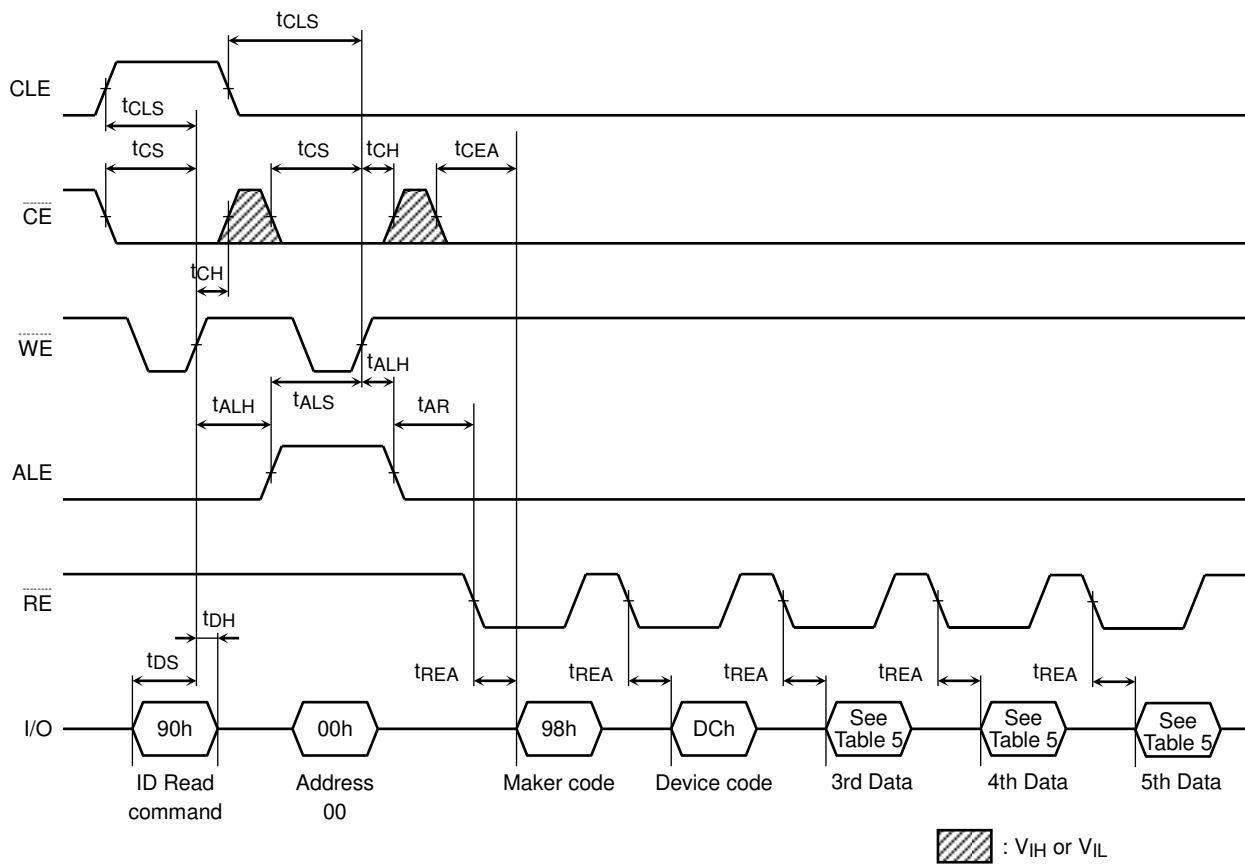 tCLS
CLE
tCLS
tCS tCS tCH tCEA
CE
tCH
WE
tALH
tALH tALS tAR
ALE
RE
tDH
tDS tREA tREA tREA tREA tREA
I/O 90h 00h 98h DCh See Table 5 See Table 5 See Table 5
ID Read command Address 00 Maker code Device code 3rd Data 4th Data 5th Data
: VIH or VIL